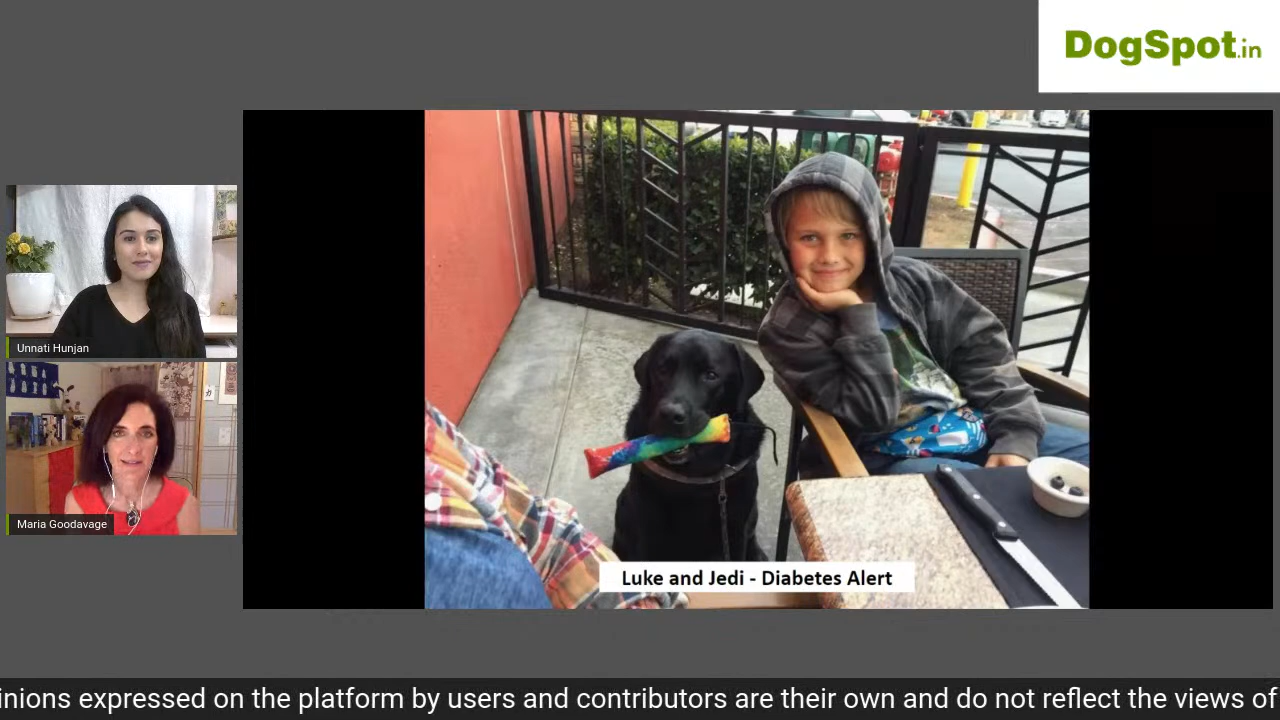 DogSpot.in
Unnati Hunjan
Maria Goodavage
Luke and Jedi - Diabetes Alert
inions expressed on the platform by users and contributors are their own and do not reflect the views of